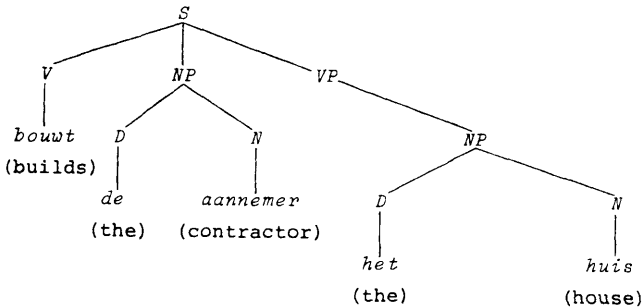 S
V NP VP
bouwt D N NP
(builds)
de aannemer D N
(the) (contractor)
het huis
(the) (house)